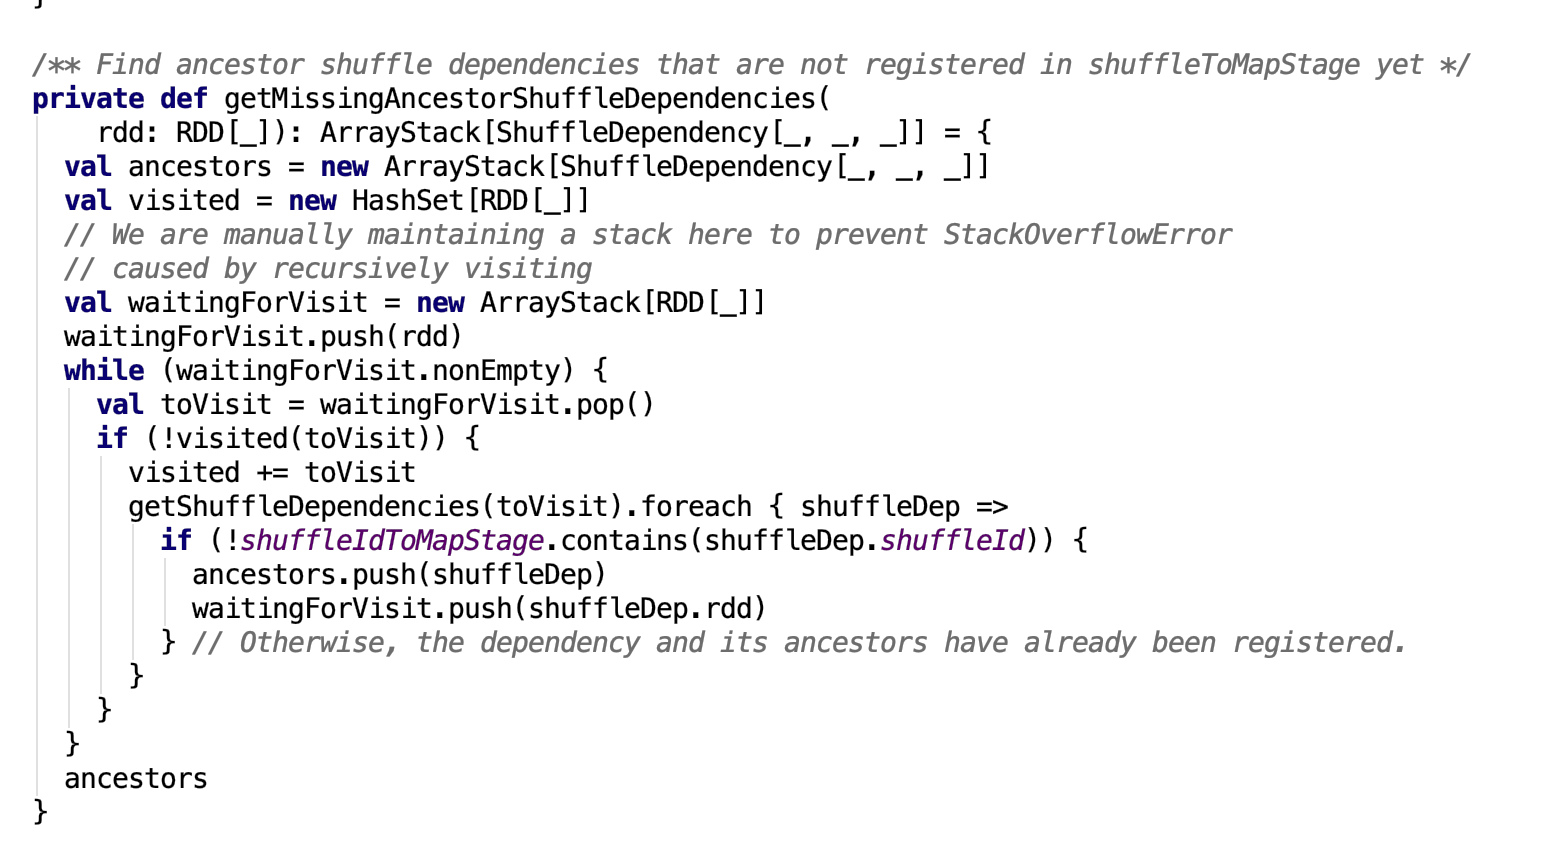 }
/** Find ancestor shuffle dependencies that are not registered in shuffleToMapStage yet */
private def getMissingAncestorShuffleDependencies(
    rdd: RDD[_]): ArrayStack[ShuffleDependency[_, _, _]] = {
  val ancestors = new ArrayStack[ShuffleDependency[_, _, _]]
  val visited = new HashSet[RDD[_]]
  // We are manually maintaining a stack here to prevent StackOverflowError
  // caused by recursively visiting
  val waitingForVisit = new ArrayStack[RDD[_]]
  waitingForVisit.push(rdd)
  while (waitingForVisit.nonEmpty) {
    val toVisit = waitingForVisit.pop()
    if (!visited(toVisit)) {
      visited += toVisit
      getShuffleDependencies(toVisit).foreach { shuffleDep =>
        if (!shuffleIdToMapStage.contains(shuffleDep.shuffleId)) {
          ancestors.push(shuffleDep)
          waitingForVisit.push(shuffleDep.rdd)
        } // Otherwise, the dependency and its ancestors have already been registered.
      }
    }
  }
  ancestors
}